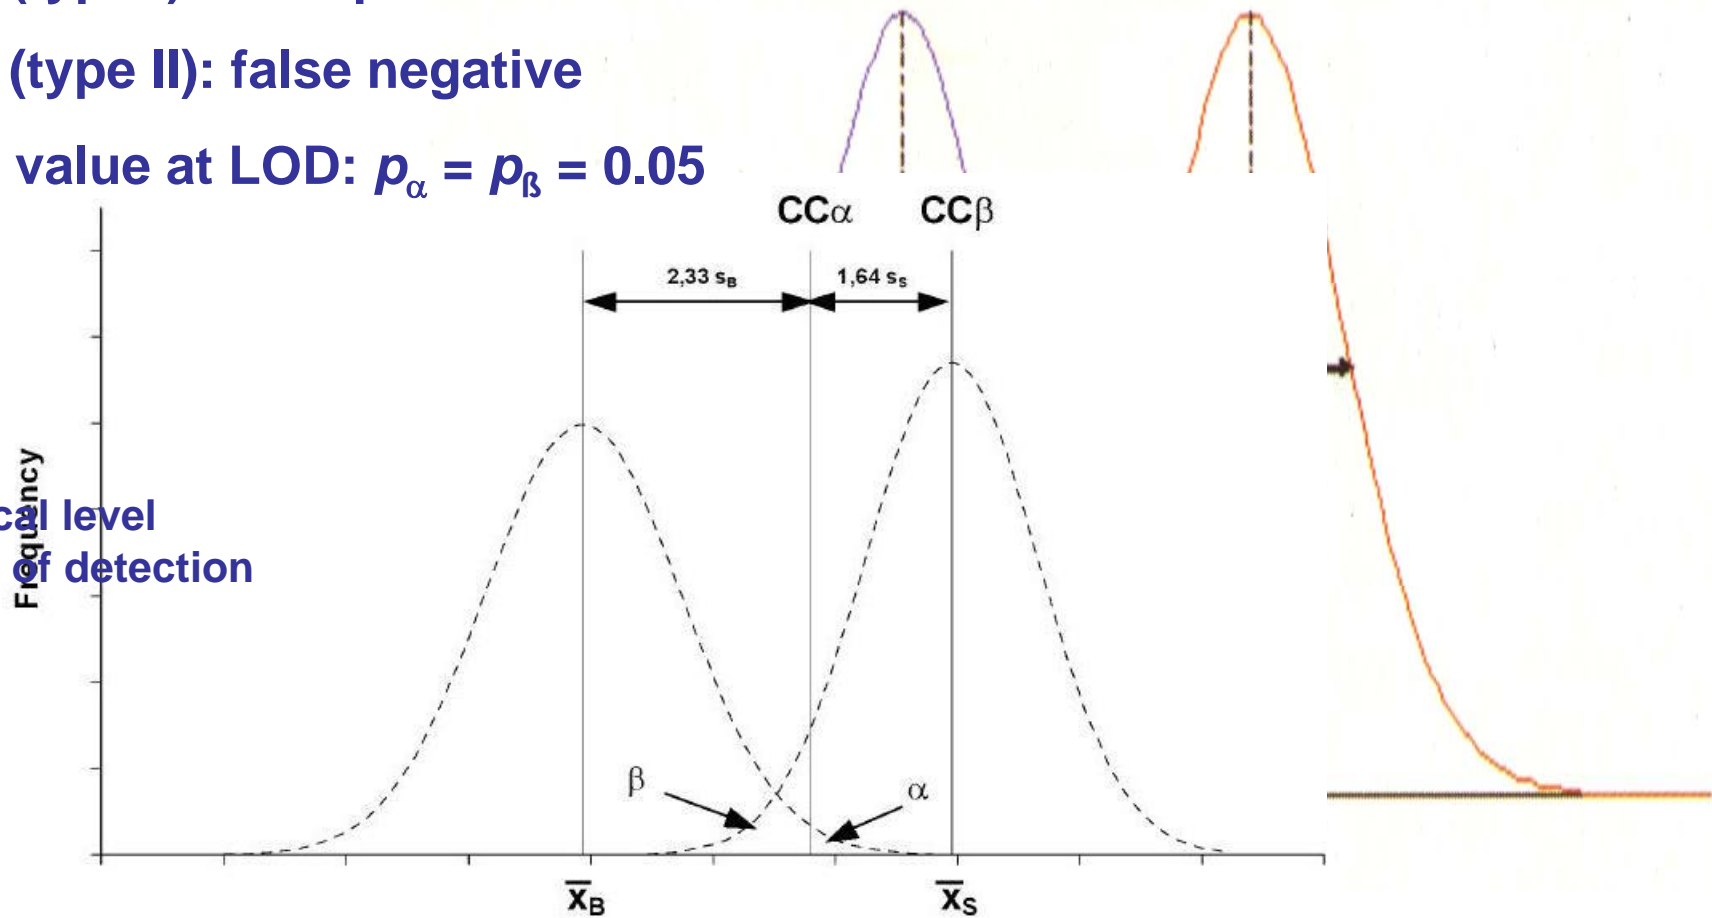 (type II): false negative
value at LOD: pα = pß = 0.05
CCα CCβ
2,33 sB 1,64 sS
Frequency
cal level
of detection
β
α
x̅B x̅S